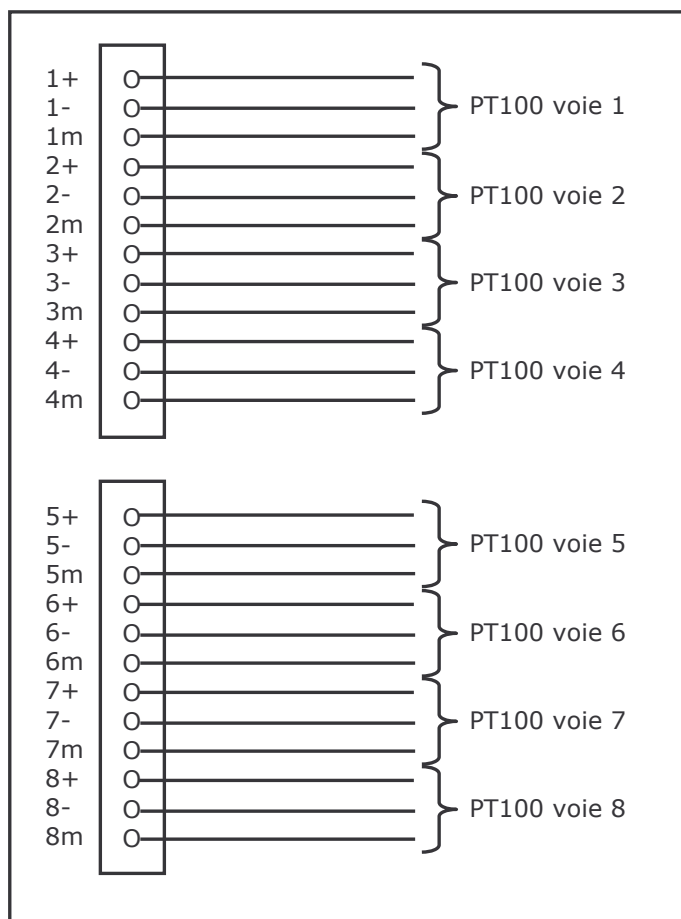 1+
1-
1m
PT100 voie 1
2+
2-
2m
PT100 voie 2
3+
3-
3m
PT100 voie 3
4+
4-
4m
PT100 voie 4
5+
5-
5m
PT100 voie 5
6+
6-
6m
PT100 voie 6
7+
7-
7m
PT100 voie 7
8+
8-
8m
PT100 voie 8